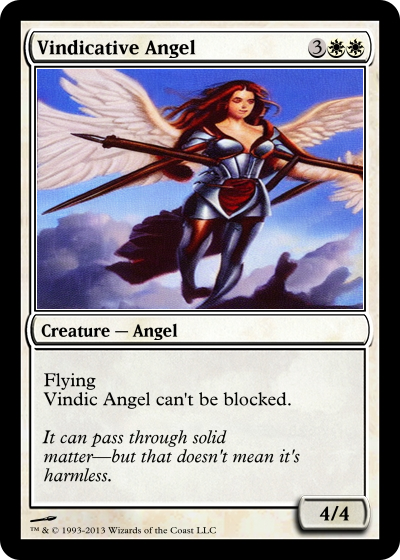 Vindicative Angel 3
Creature — Angel
Flying
Vindic Angel can't be blocked.
It can pass through solid
matter—but that doesn't mean it's
harmless.
4/4
™ & © 1993-2013 Wizards of the Coast LLC